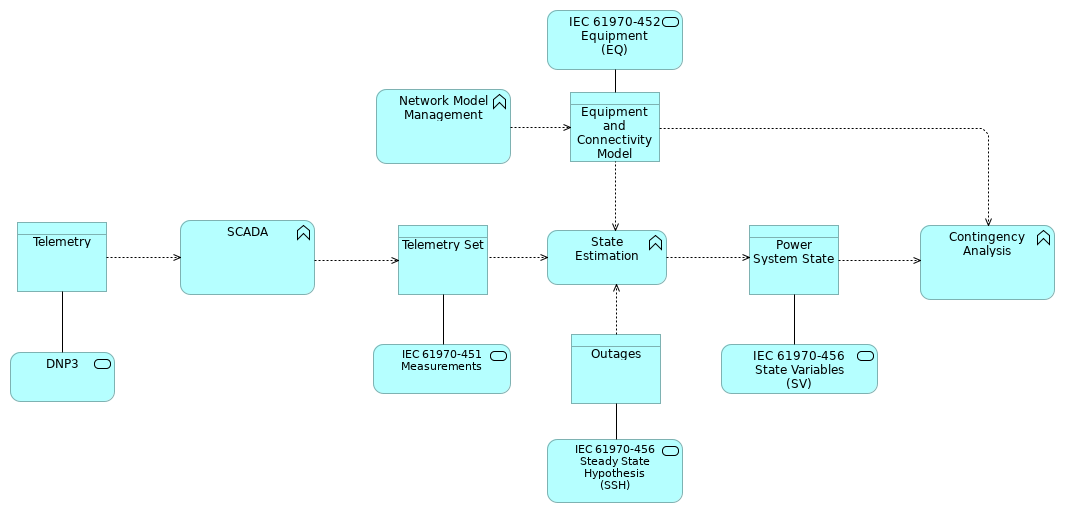 IEC 61970-452
Equipment
(EQ)
Network Model
Management
Equipment
and
Connectivity
Model
Telemetry
SCADA
Telemetry Set
State
Estimation
Power
System State
Contingency
Analysis
DNP3
IEC 61970-451
Measurements
Outages
IEC 61970-456
State Variables
(SV)
IEC 61970-456
Steady State
Hypothesis
(SSH)